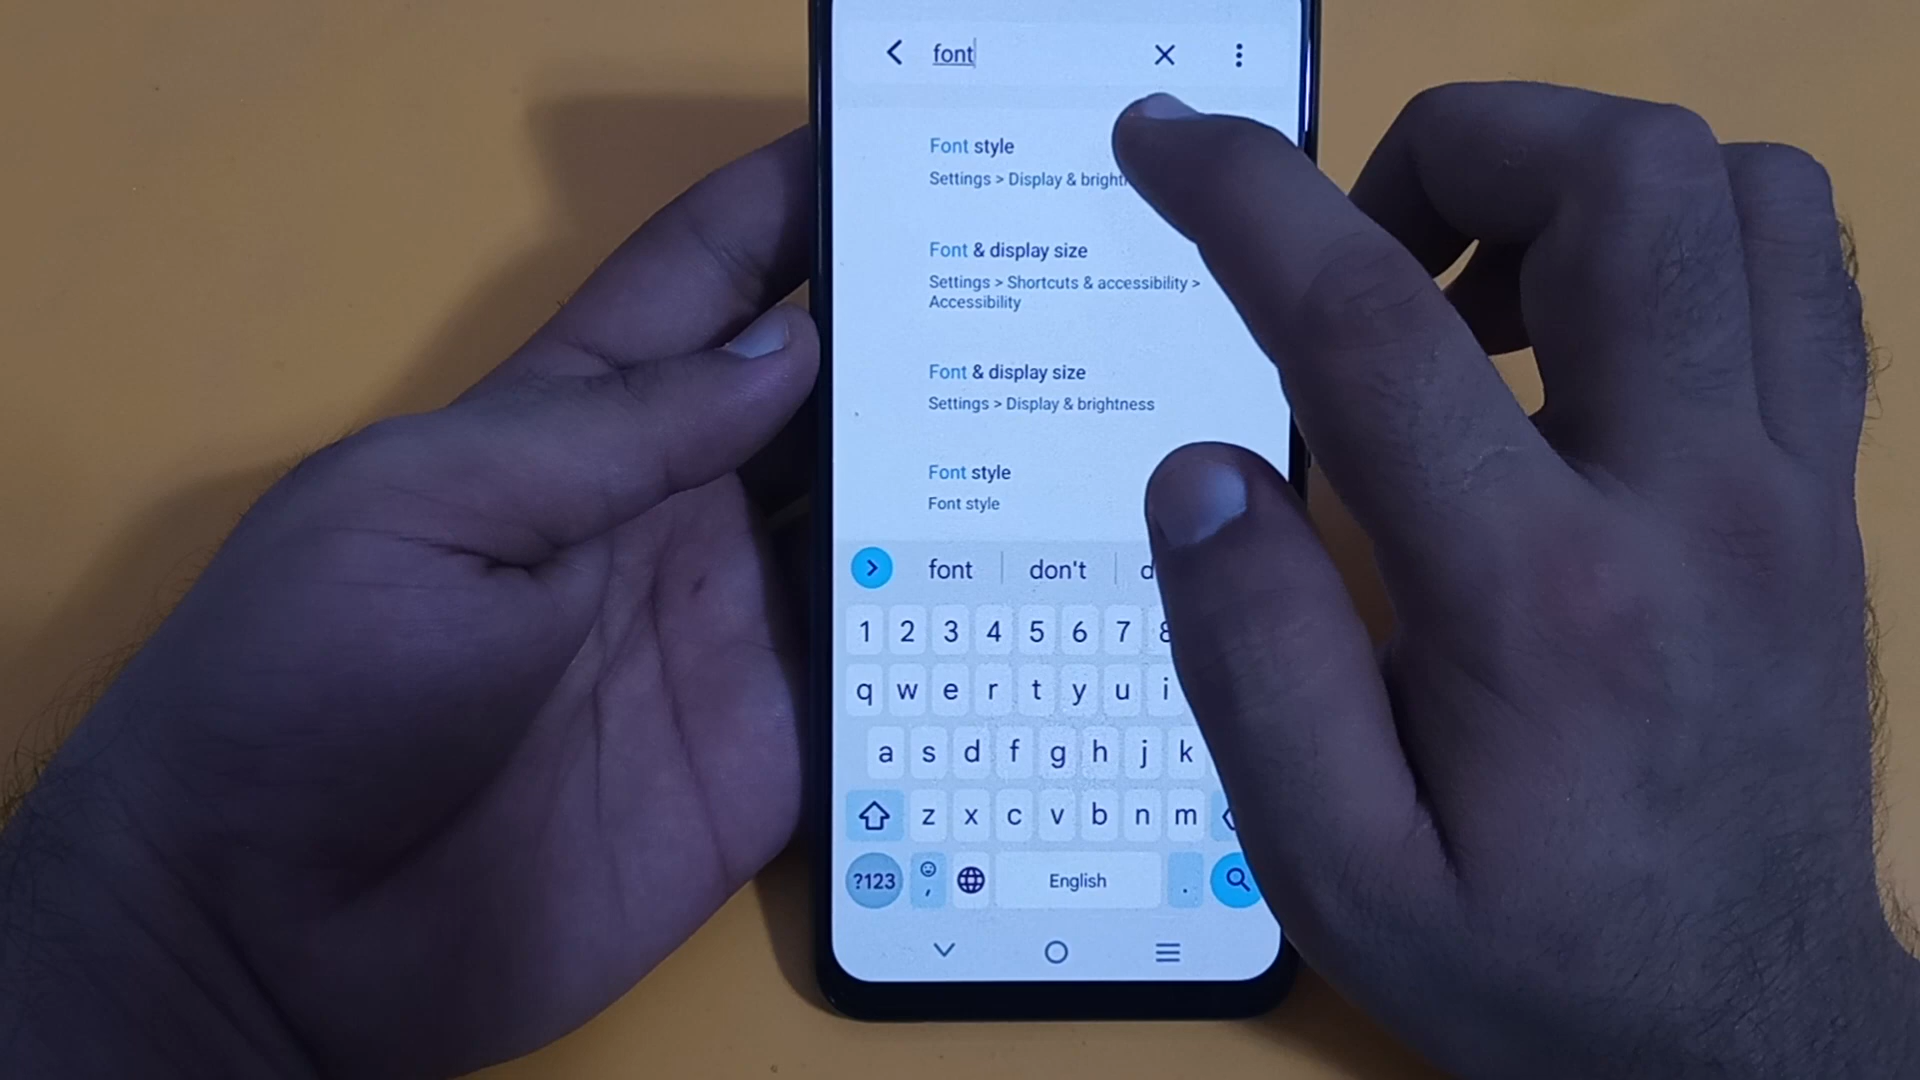 font
Font style
Settings > Display &
Font & display size
Settings > Shortcuts & accessibility >
Accessibility
Font & display size
Settings > Display & brightness
Font style
Font style
font don't
1 2 3 4 5 6 7 8
q w e r t y u i
a s d f g h j k
z x c v b n m
?123 , English .